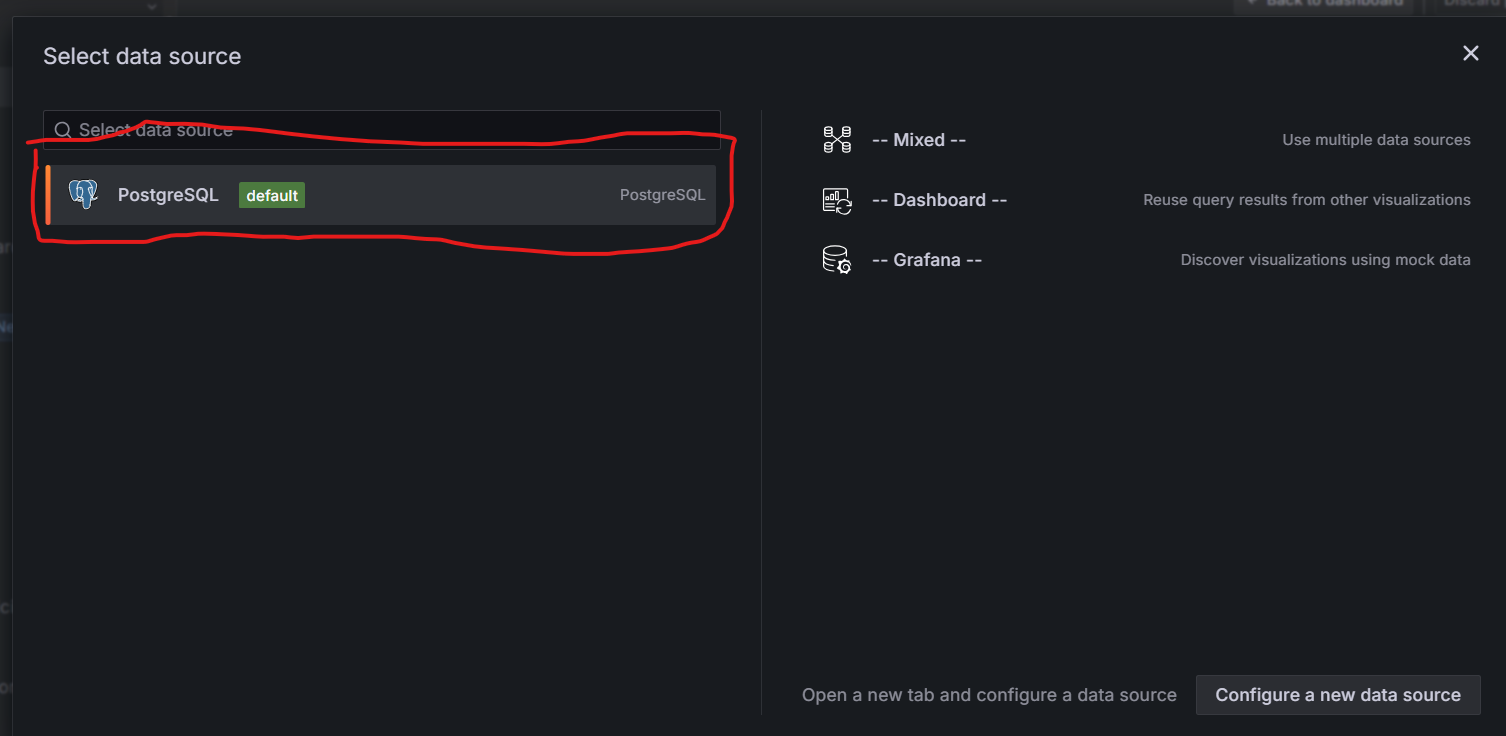 Back to dashboard
Discard
Select data source
Select data source
PostgreSQL default PostgreSQL
-- Mixed -- Use multiple data sources
-- Dashboard -- Reuse query results from other visualizations
-- Grafana -- Discover visualizations using mock data
Open a new tab and configure a data source Configure a new data source